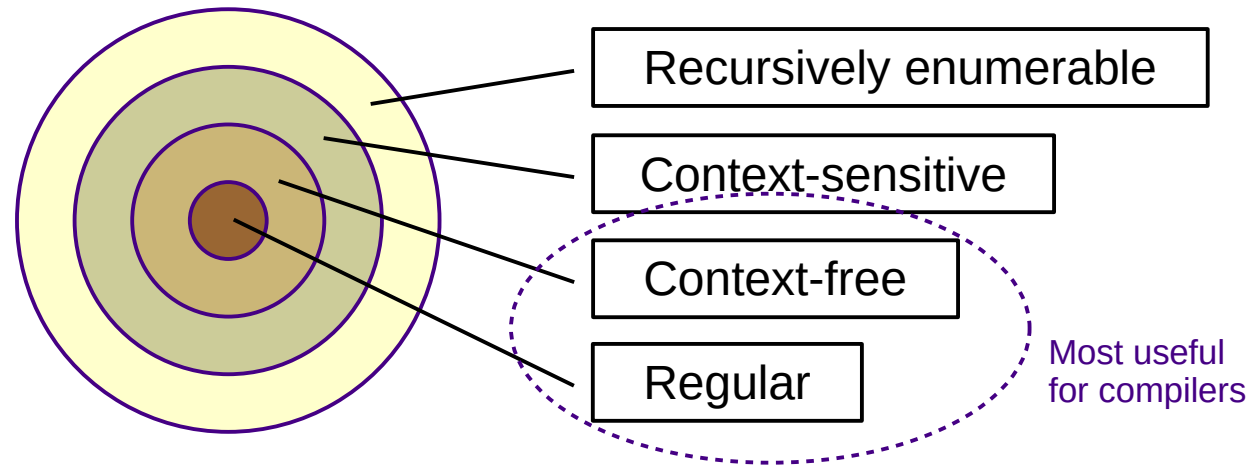 Recursively enumerable
Context-sensitive
Context-free
Regular
Most useful
for compilers